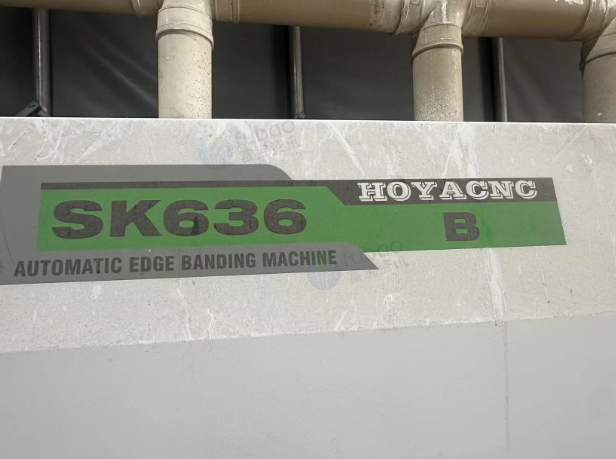 HOYACNC
SK636 B
AUTOMATIC EDGE BANDING MACHINE